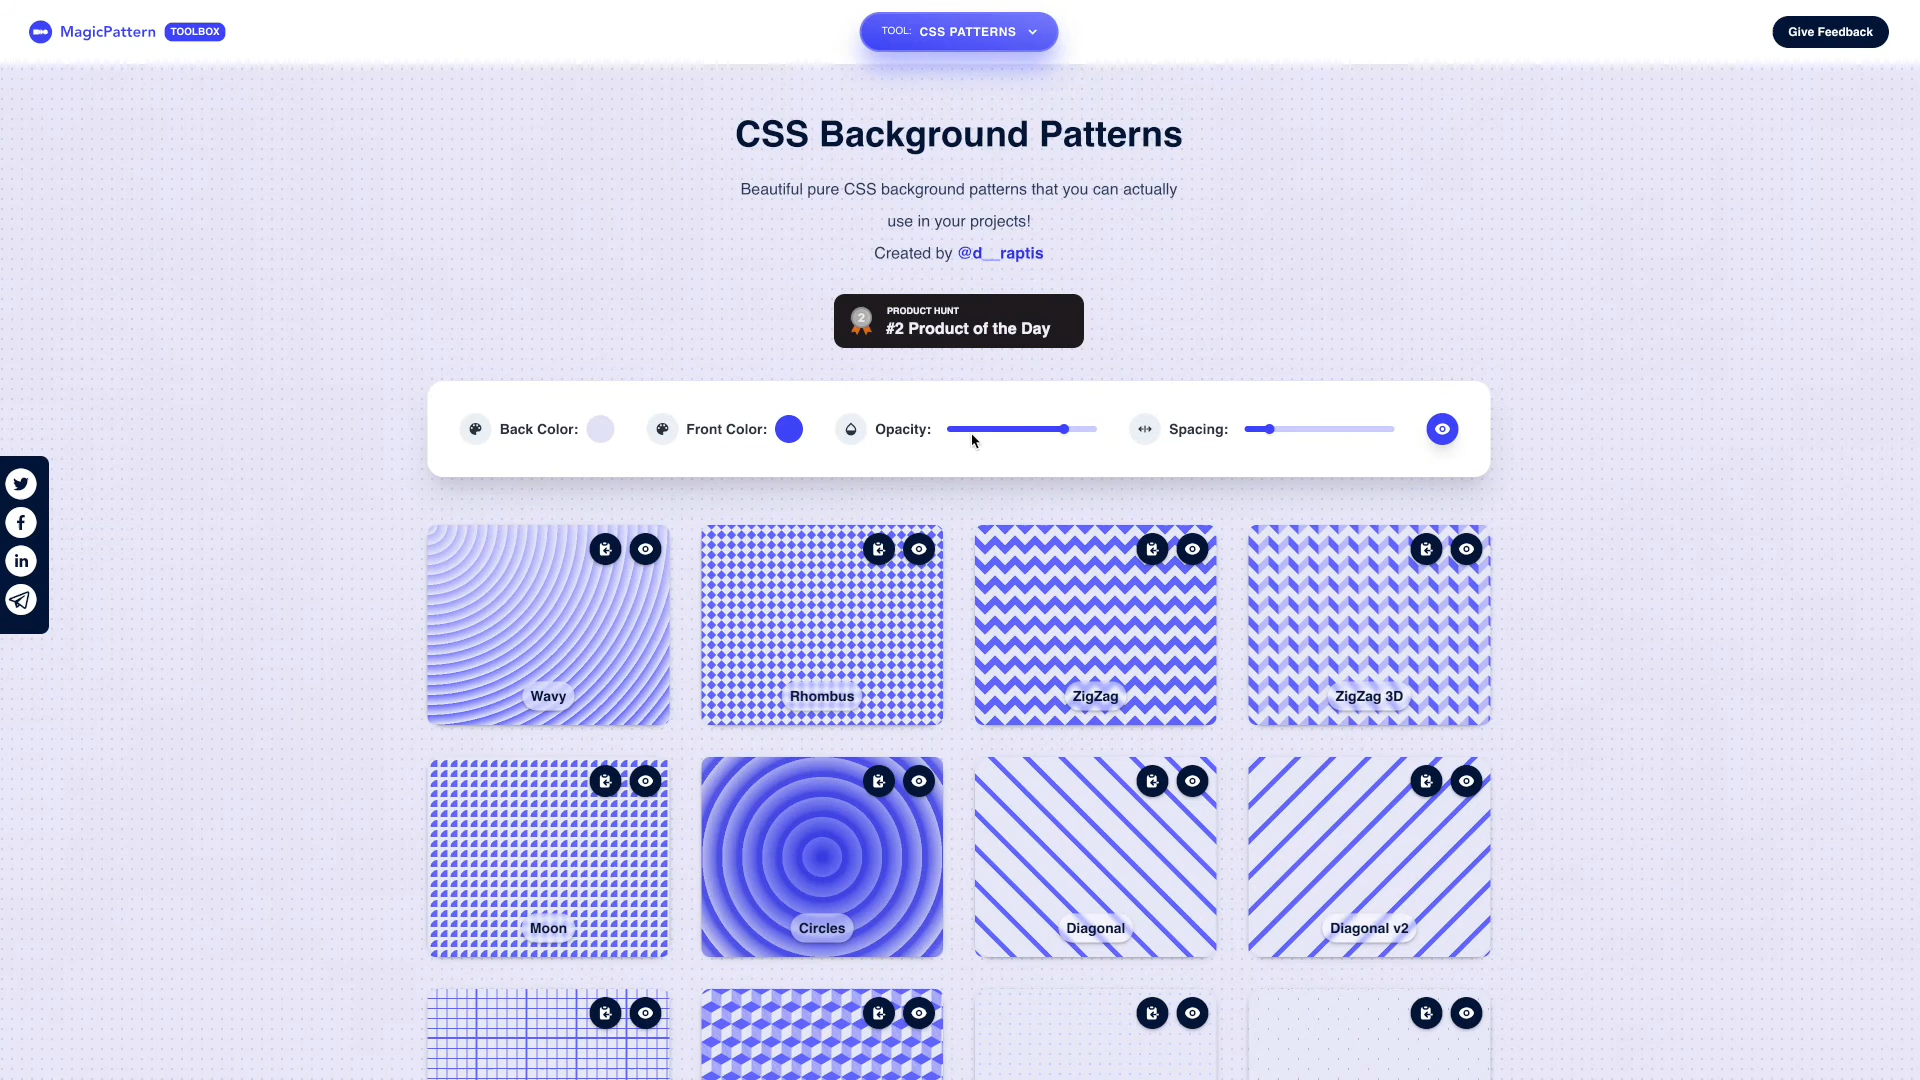 MagicPattern TOOLBOX
TOOL: CSS PATTERNS
Give Feedback
CSS Background Patterns
Beautiful pure CSS background patterns that you can actually
use in your projects!
Created by @d__raptis
2
PRODUCT HUNT
#2 Product of the Day
Back Color:
Front Color:
Opacity:
Spacing:
Wavy
Rhombus
ZigZag
ZigZag 3D
Moon
Circles
Diagonal
Diagonal v2